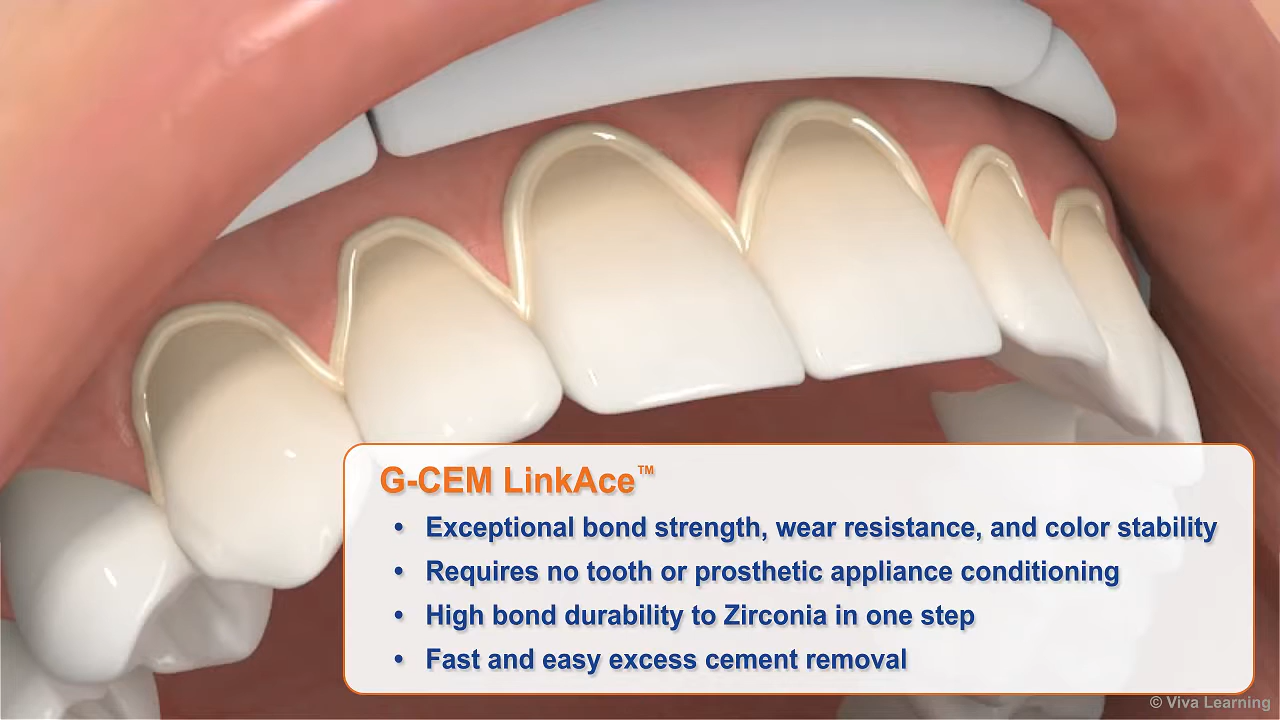 G-CEM LinkAce™
• Exceptional bond strength, wear resistance, and color stability
• Requires no tooth or prosthetic appliance conditioning
• High bond durability to Zirconia in one step
• Fast and easy excess cement removal
© Viva Learning